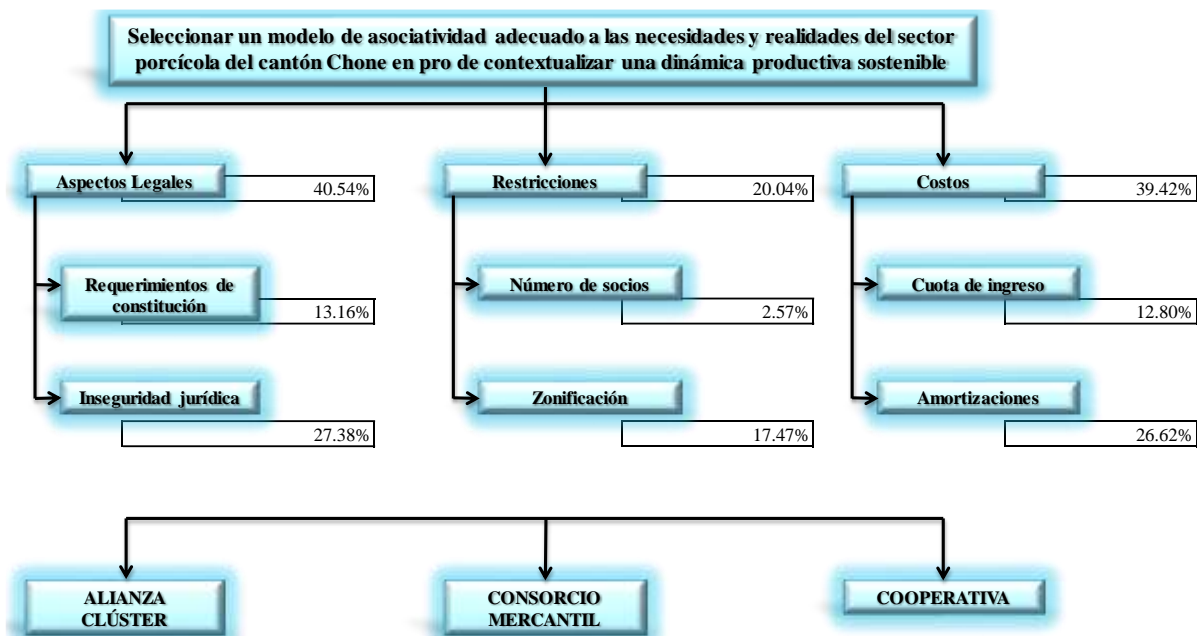 Seleccionar un modelo de asociatividad adecuado a las necesidades y realidades del sector
porcícola del cantón Chone en pro de contextualizar una dinámica productiva sostenible
Aspectos Legales
40.54%
Restricciones
20.04%
Costos
39.42%
Requerimientos de
constitución
13.16%
Número de socios
2.57%
Cuota de ingreso
12.80%
Inseguridad jurídica
27.38%
Zonificación
17.47%
Amortizaciones
26.62%
ALIANZA
CLÚSTER
CONSORCIO
MERCANTIL
COOPERATIVA